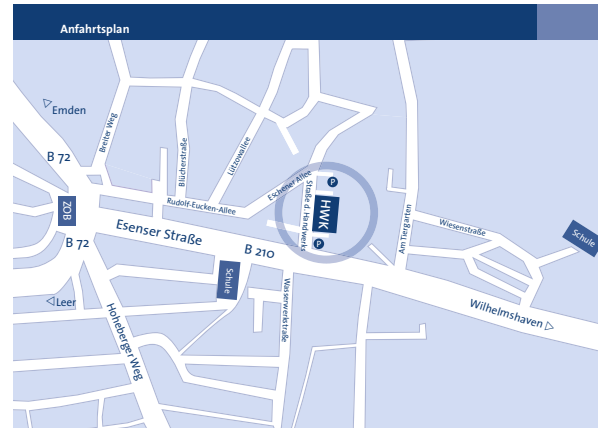 Anfahrtsplan
Emden
B 72
Breiter Weg
Blücherstraße
Lützowallee
Eschener Allee
P
Straße d. Handwerks
HWK
P
Rudolf-Eucken-Allee
ZOB
B 72
Esenser Straße
B 210
Am Tiergarten
Wiesenstraße
Schule
Schule
Leer
Hoheberger Weg
Wasserwerkstraße
Wilhelmshaven